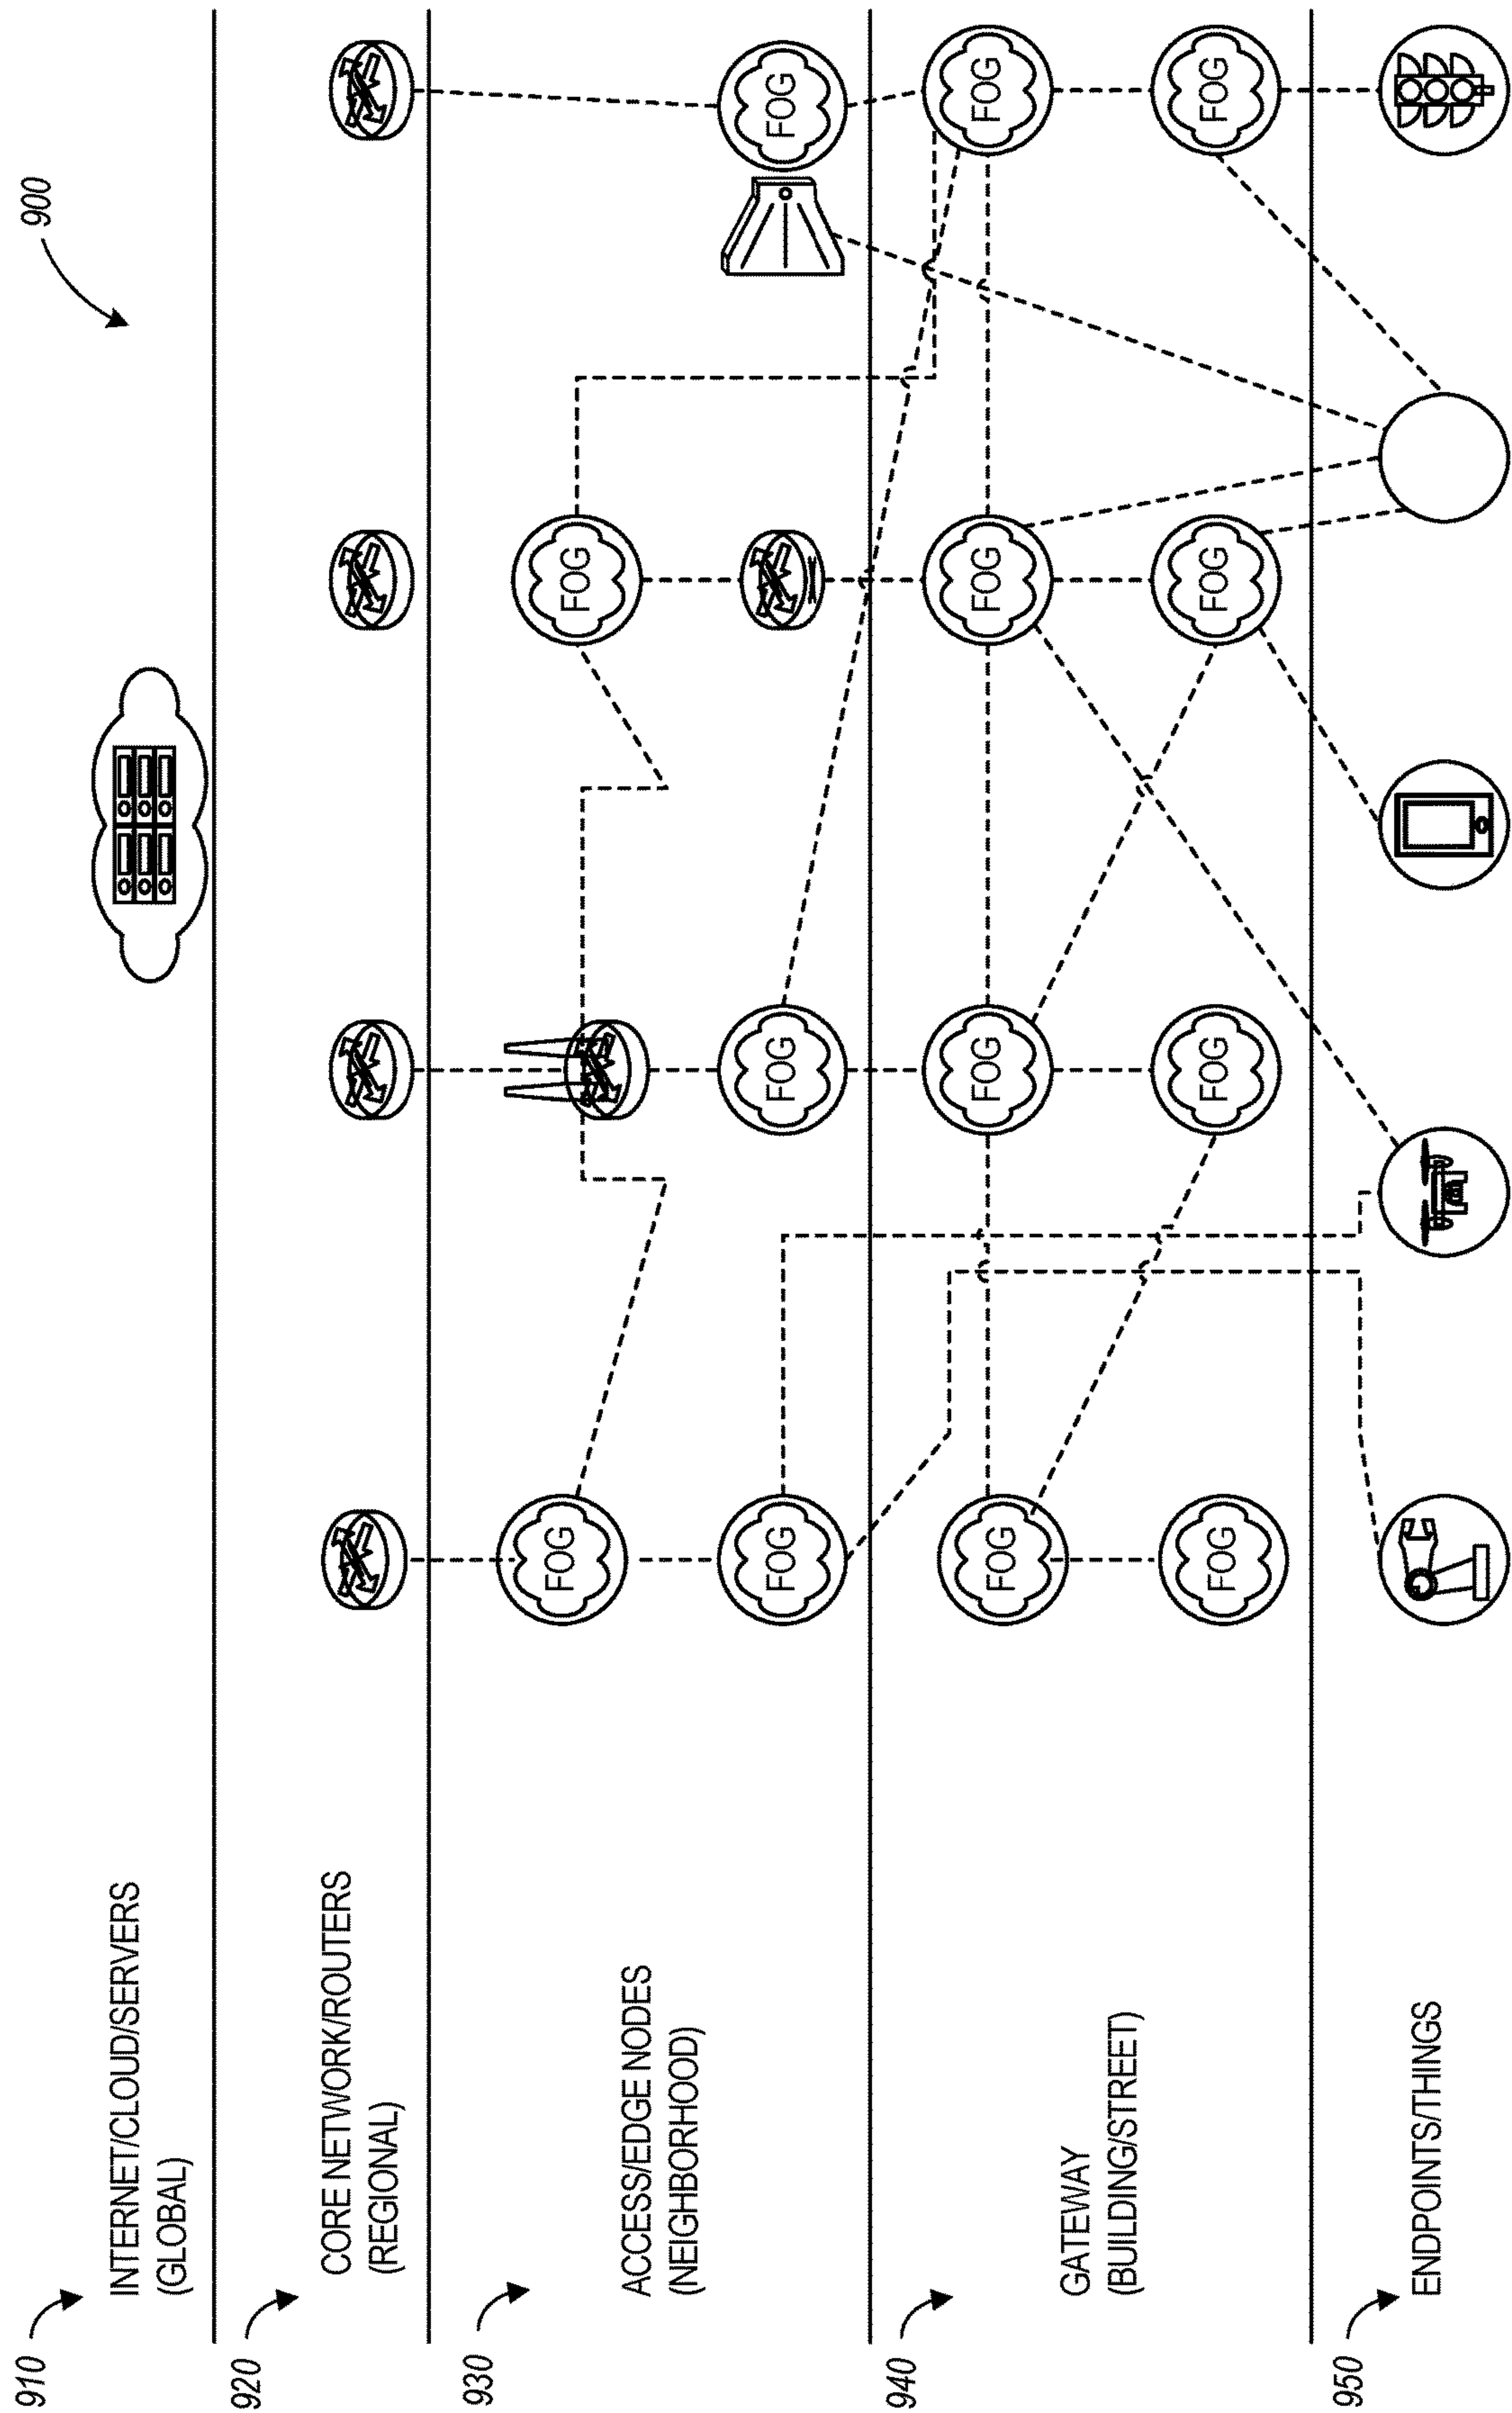 900
910
INTERNET/CLOUD/SERVERS
(GLOBAL)
920
CORE NETWORK/ROUTERS
(REGIONAL)
930
ACCESS/EDGE NODES
(NEIGHBORHOOD)
FOG
FOG
FOG
FOG
FOG
FOG
940
GATEWAY
(BUILDING/STREET)
FOG
FOG
FOG
FOG
FOG
FOG
FOG
FOG
950
ENDPOINTS/THINGS